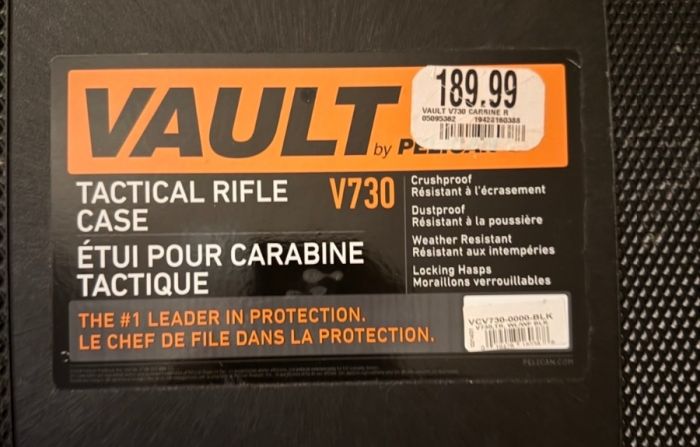 VAULT
by PELICAN
189.99
VAULT V730 CARBINE R
05095362 19428160388
TACTICAL RIFLE
CASE
V730
ÉTUI POUR CARABINE
TACTIQUE
Crushproof
Résistant à l'écrasement
Dustproof
Résistant à la poussière
Weather Resistant
Résistant aux intempéries
Locking Hasps
Moraillons verrouillables
THE #1 LEADER IN PROTECTION.
LE CHEF DE FILE DANS LA PROTECTION.
VCV730-0000-BLK
PELICAN.COM